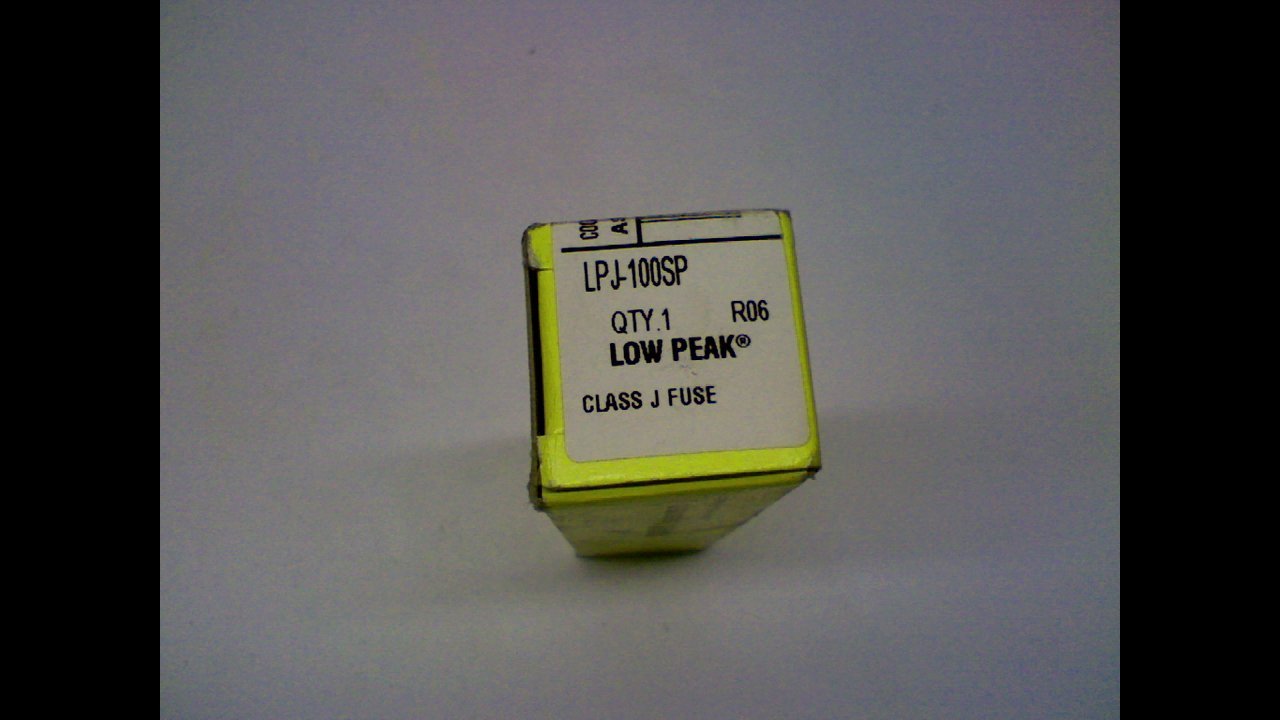 LPJ-100SP
QTY.1 R06
LOW PEAK®
CLASS J FUSE